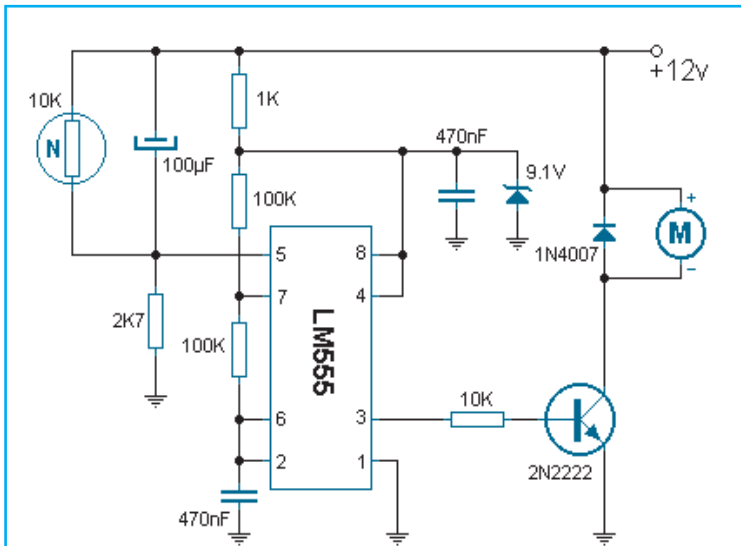 +12v
10K
N
1K
100µF
470nF
9.1V
100K
+
M
1N4007
−
5
8
7
4
LM555
2K7
100K
6
3
10K
2
1
2N2222
470nF